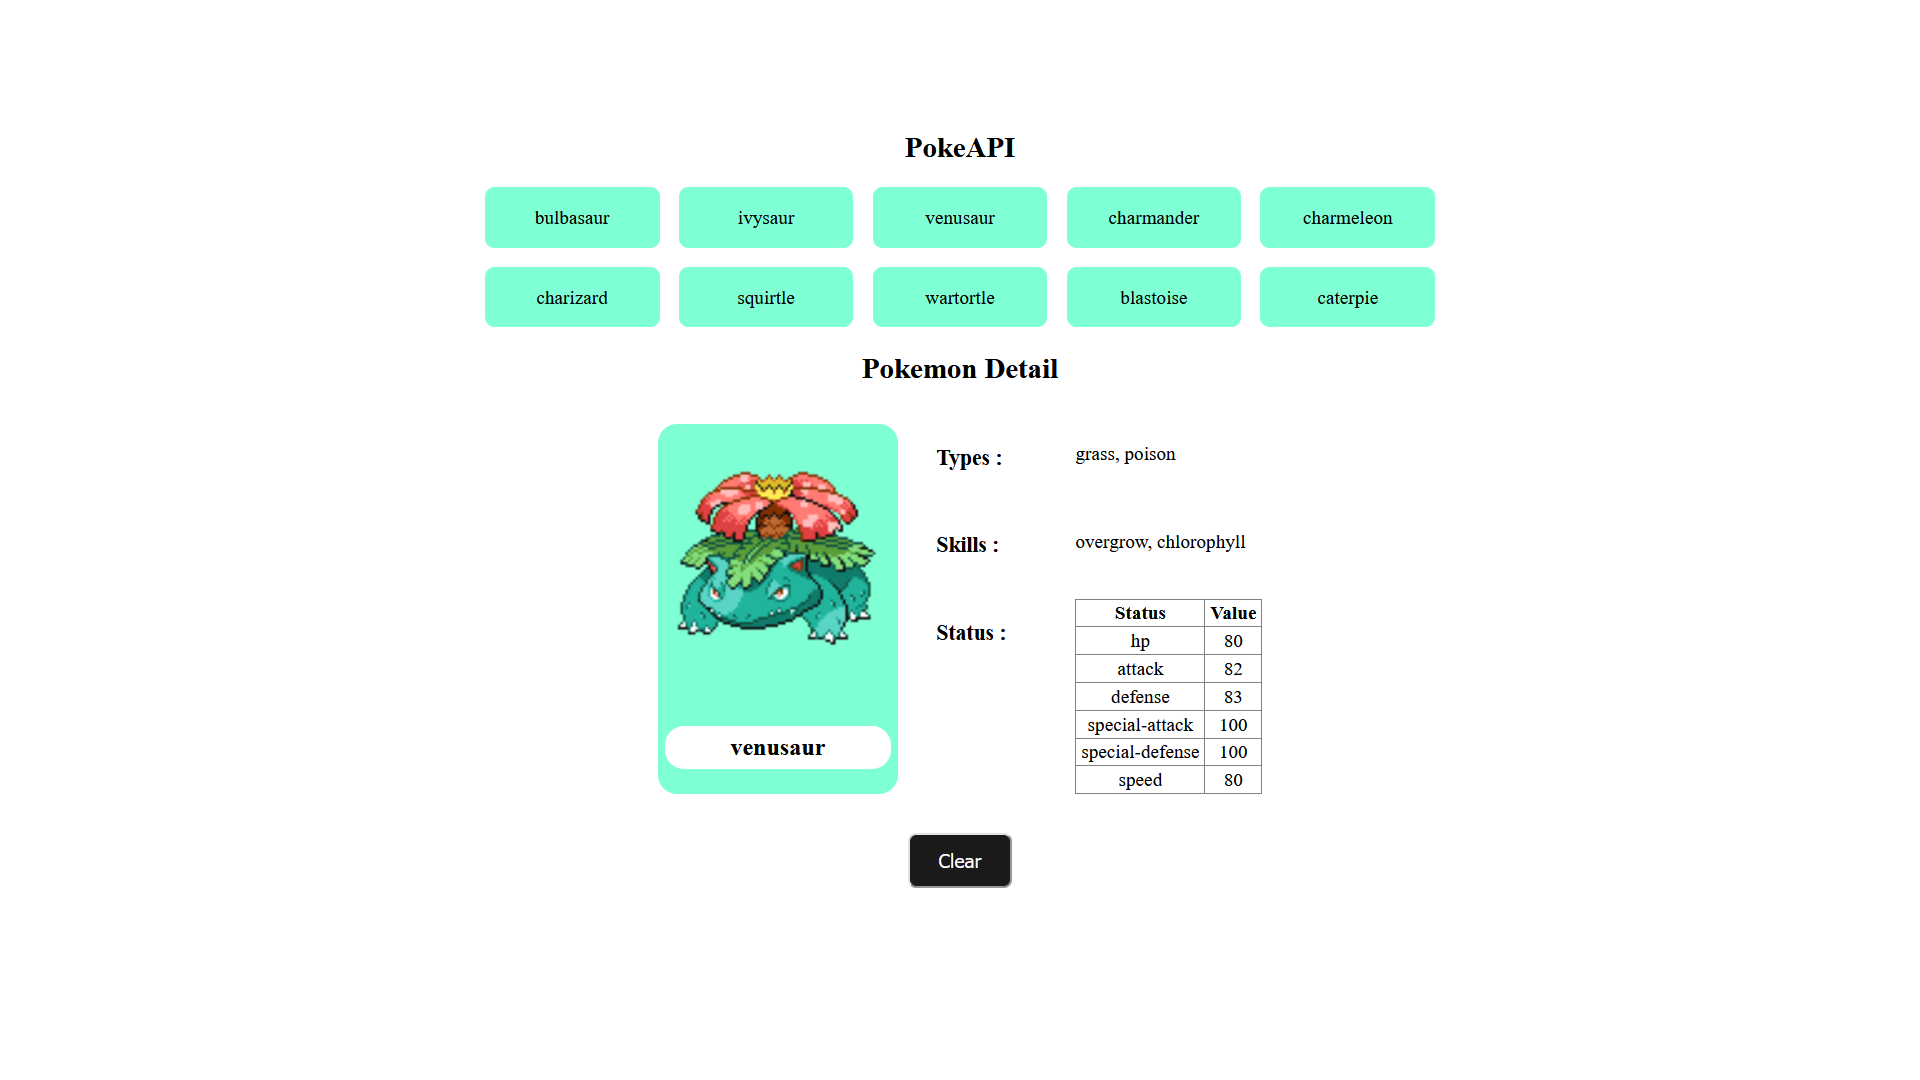 PokeAPI
bulbasaur ivysaur venusaur charmander charmeleon
charizard squirtle wartortle blastoise caterpie
Pokemon Detail
Types : grass, poison
Skills : overgrow, chlorophyll
Status :
Status Value
hp 80
attack 82
defense 83
special-attack 100
special-defense 100
speed 80
venusaur
Clear